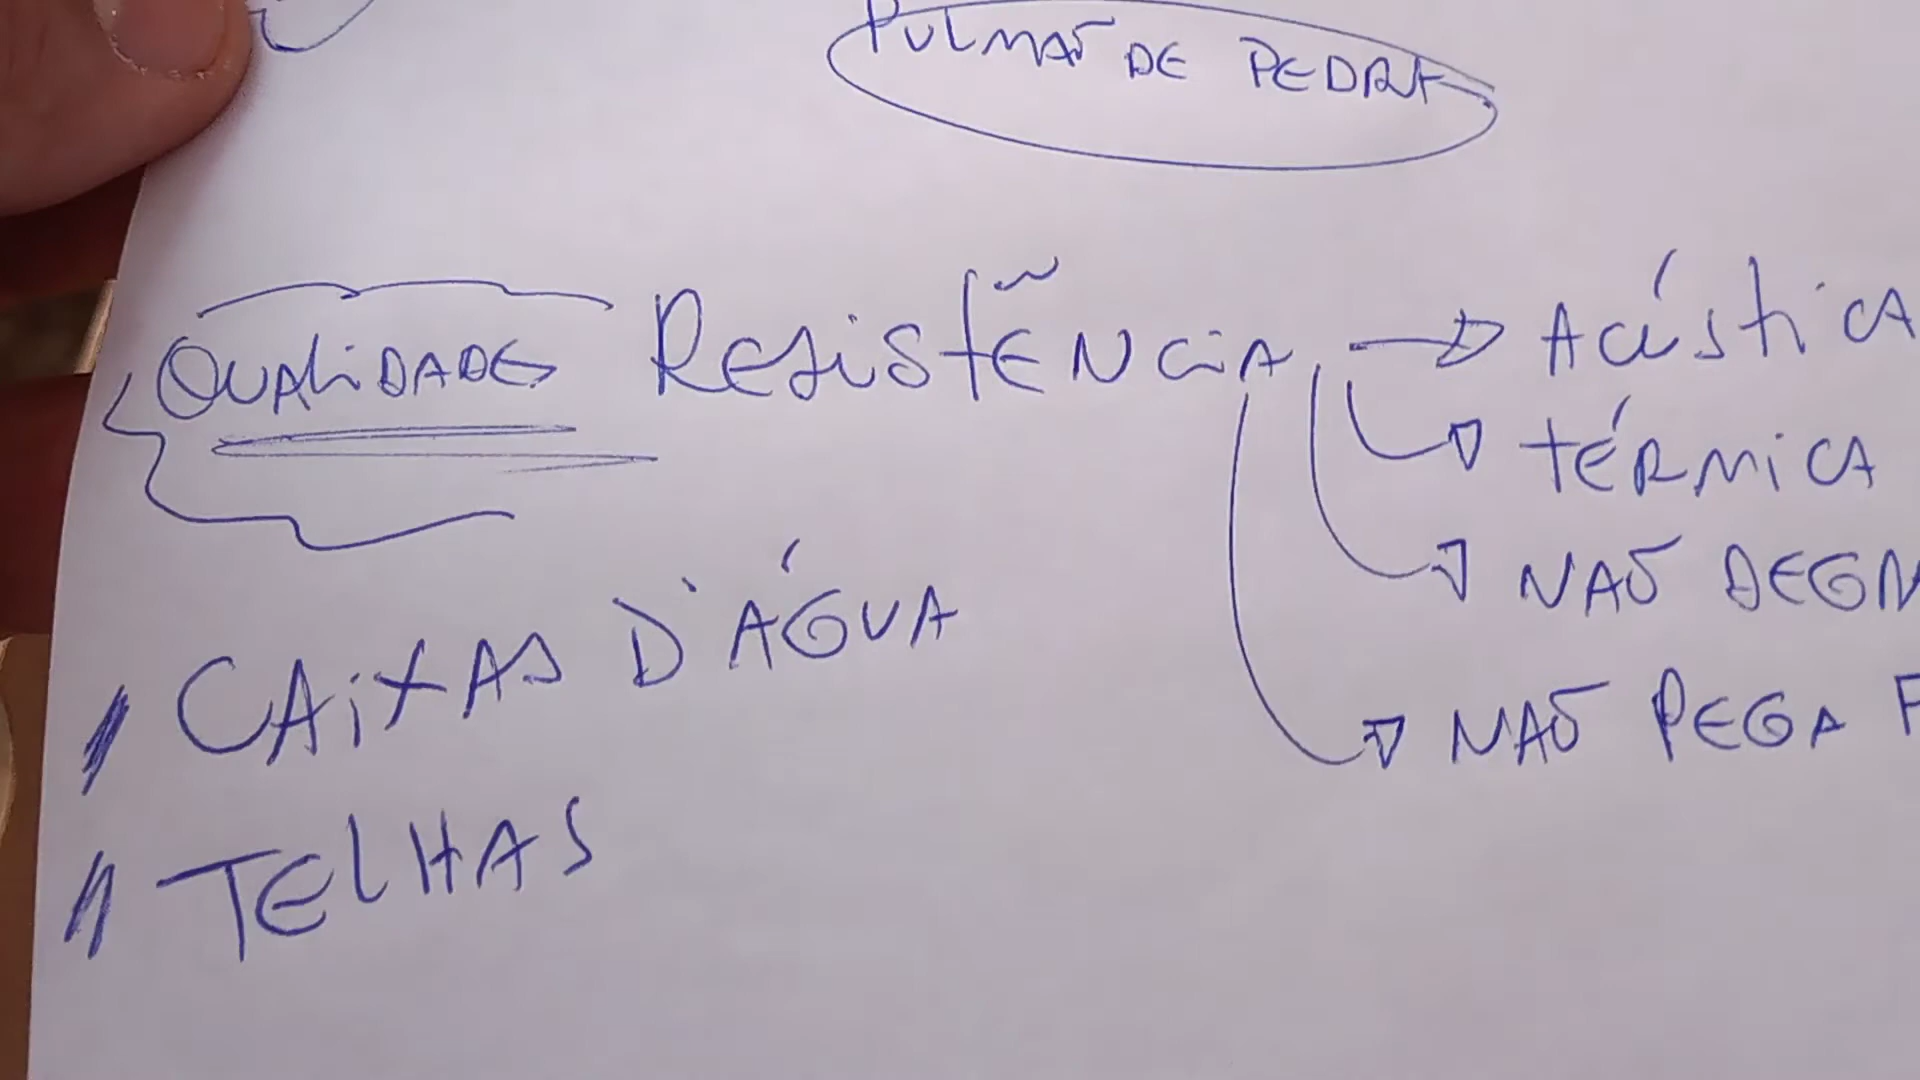 PULMÃO DE PEDRA
QUALIDADES RESISTÊNCIA ACÚSTICA
TÉRMICA
NÃO
NÃO PEGA
CAIXAS D'ÁGUA
TELHAS